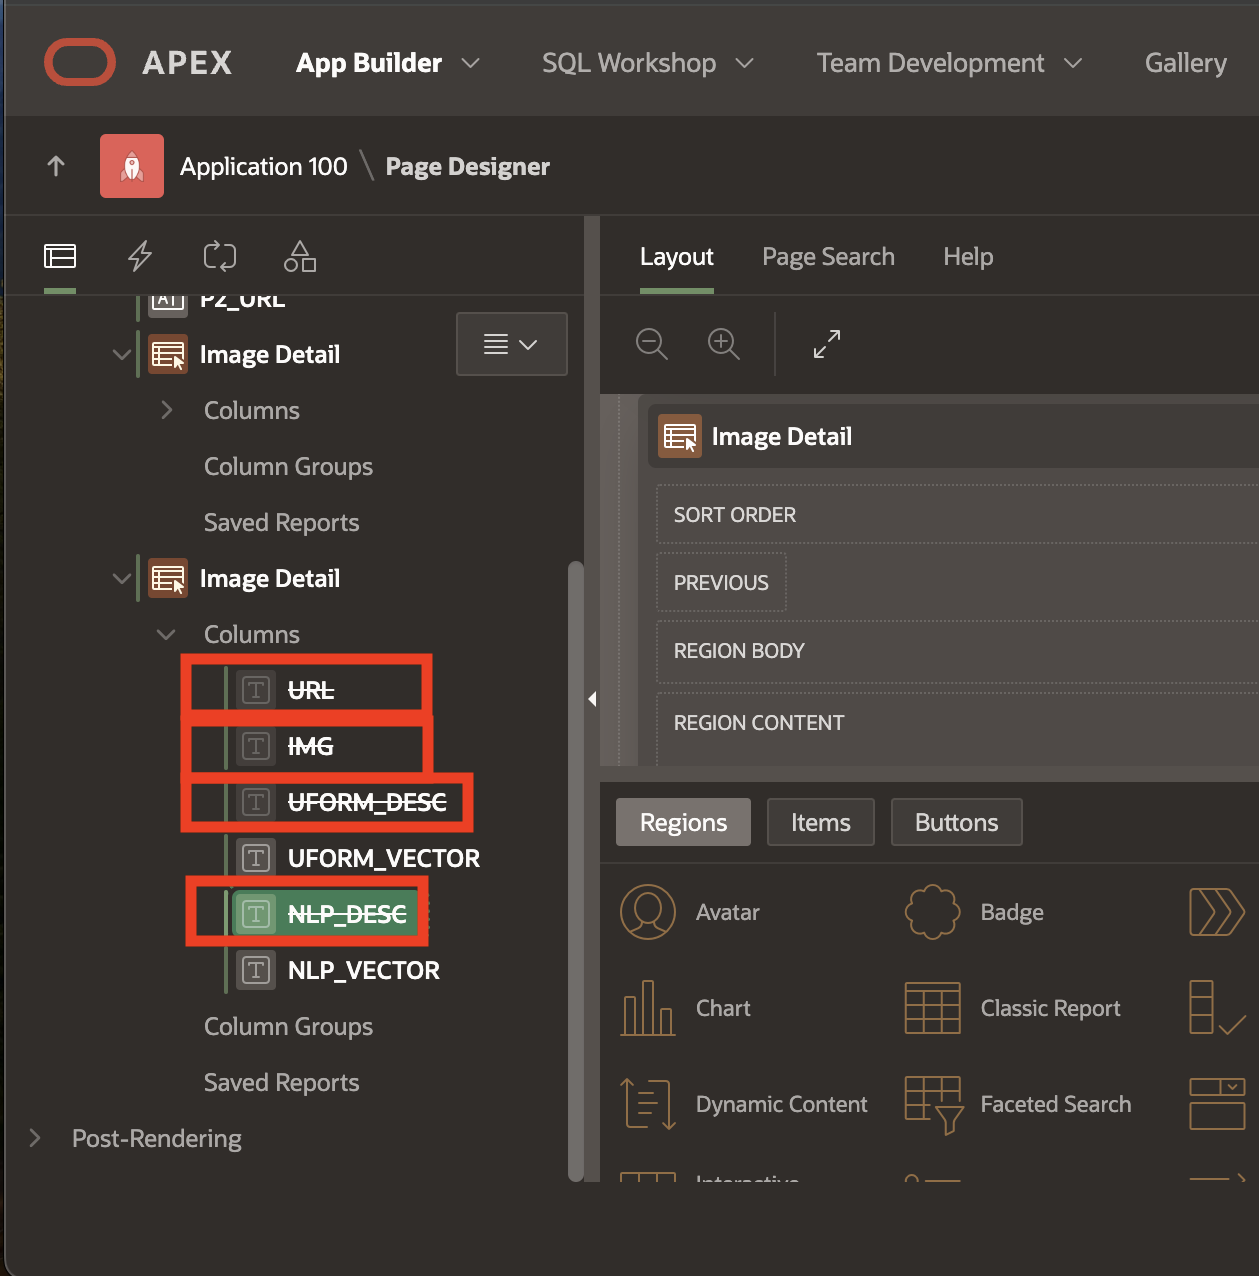 APEX
App Builder
SQL Workshop
Team Development
Gallery
Application 100 \ Page Designer
P2_URL
Image Detail
Columns
Column Groups
Saved Reports
Image Detail
Columns
URL
IMG
UFORM_DESC
UFORM_VECTOR
NLP_DESC
NLP_VECTOR
Column Groups
Saved Reports
Post-Rendering
Layout
Page Search
Help
Image Detail
SORT ORDER
PREVIOUS
REGION BODY
REGION CONTENT
Regions
Items
Buttons
Avatar
Badge
Chart
Classic Report
Dynamic Content
Faceted Search
Interactive